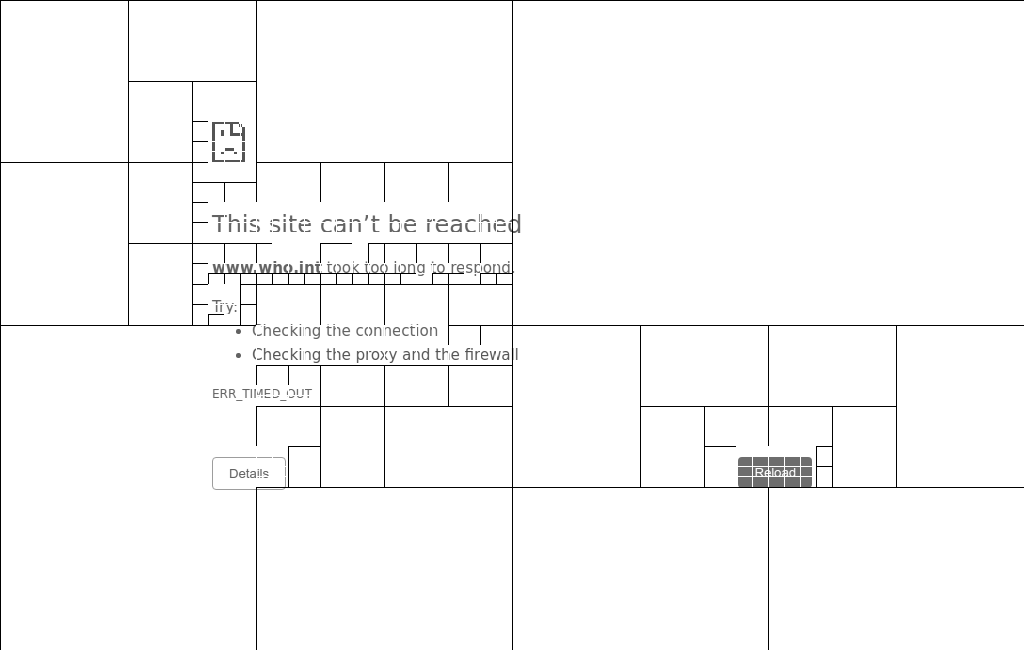 This site can’t be reached
www.who.int took too long to respond.
Try:
Checking the connection
Checking the proxy and the firewall
ERR_TIMED_OUT
Details
Reload